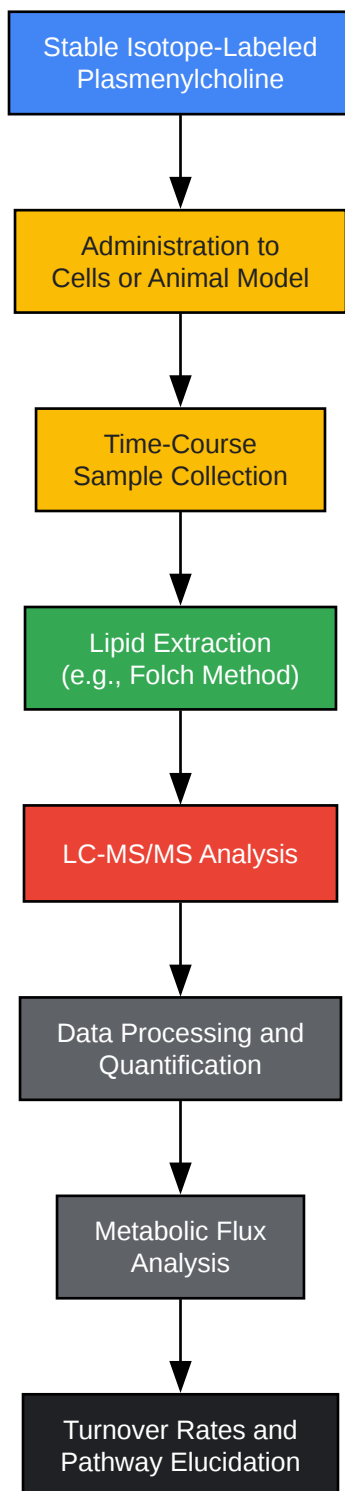 Stable Isotope-Labeled
Plasmenylcholine
Administration to
Cells or Animal Model
Time-Course
Sample Collection
Lipid Extraction
(e.g., Folch Method)
LC-MS/MS Analysis
Data Processing and
Quantification
Metabolic Flux
Analysis
Turnover Rates and
Pathway Elucidation